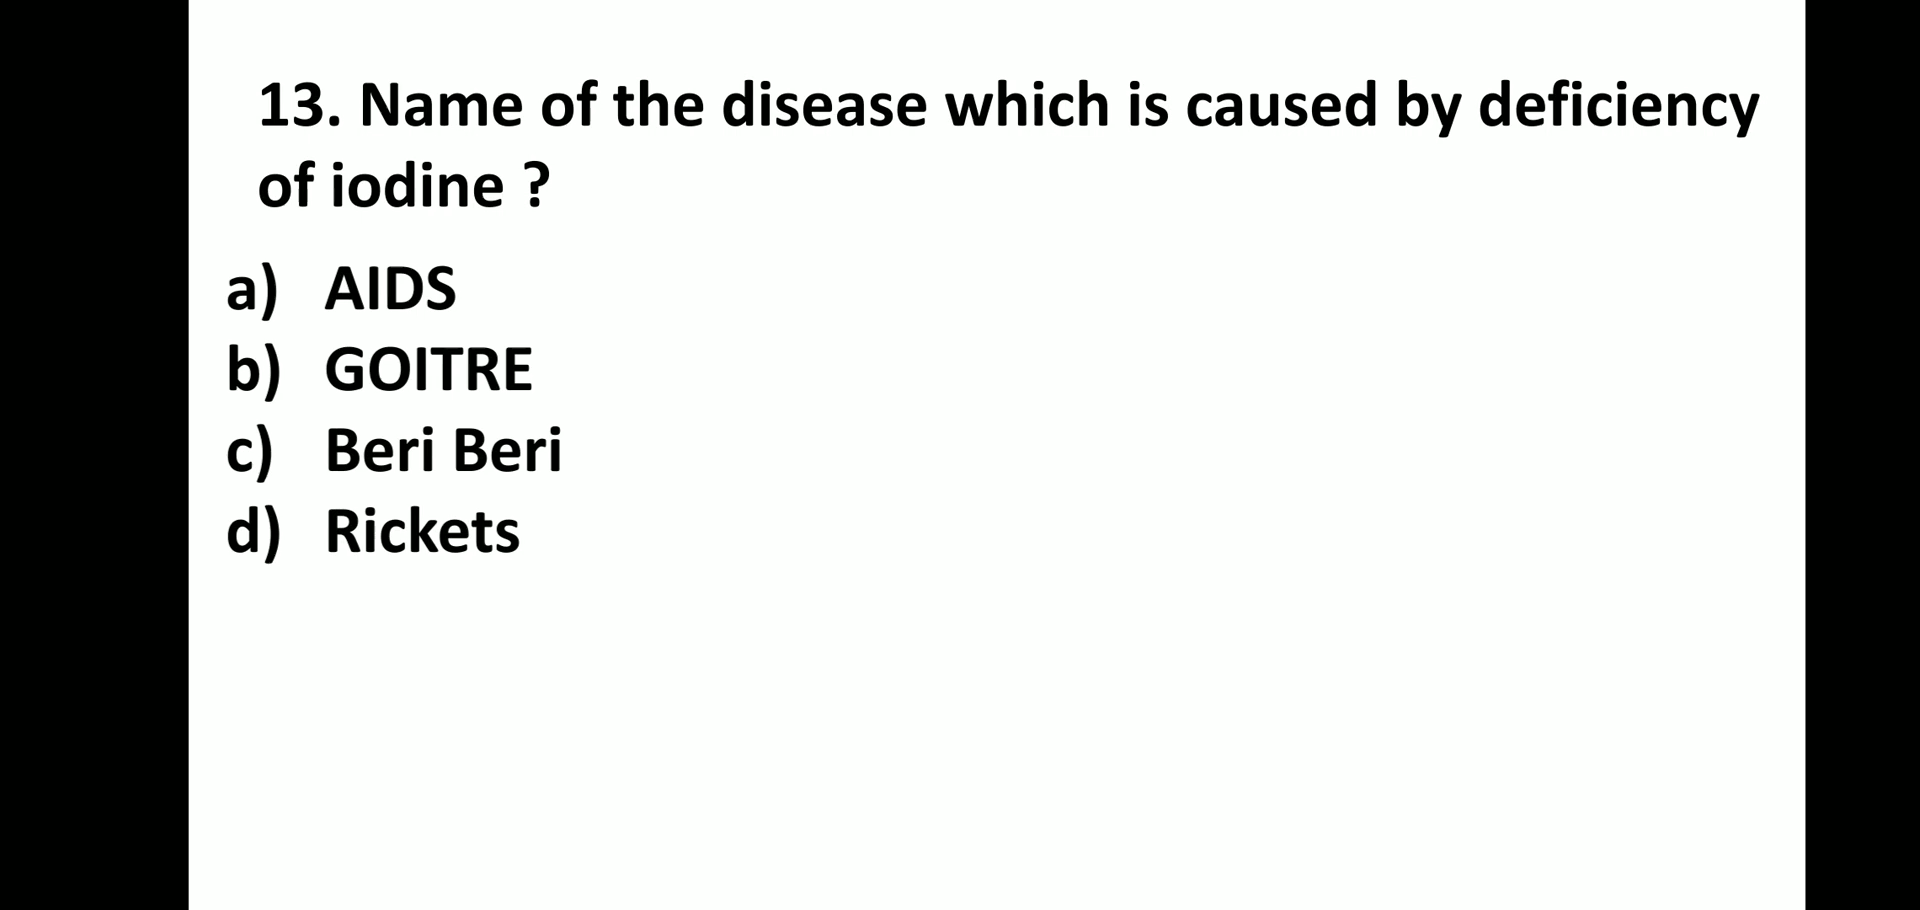 13. Name of the disease which is caused by deficiency
of iodine ?
a) AIDS
b) GOITRE
c) Beri Beri
d) Rickets